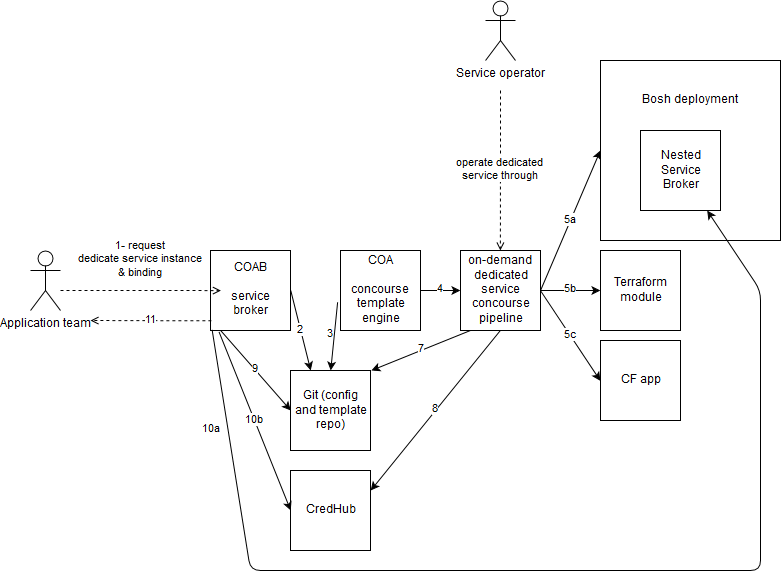 Service operator
Bosh deployment
Nested
Service
Broker
operate dedicated
service through
5a
1- request
dedicate service instance
& binding
COAB
service
broker
COA
concourse
template
engine
4
on-demand
dedicated
service
concourse
pipeline
5b
Terraform
module
Application team
11
2
3
5c
7
9
Git (config
and template
repo)
CF app
8
10b
10a
CredHub